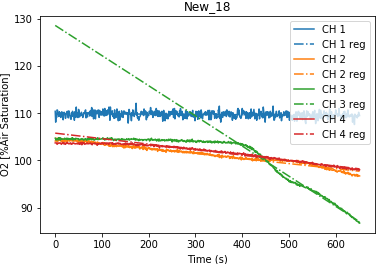 New_18
O2 [%Air Saturation]
130
120
110
100
90
0
100
200
300
400
500
600
Time (s)
CH 1
CH 1 reg
CH 2
CH 2 reg
CH 3
CH 3 reg
CH 4
CH 4 reg